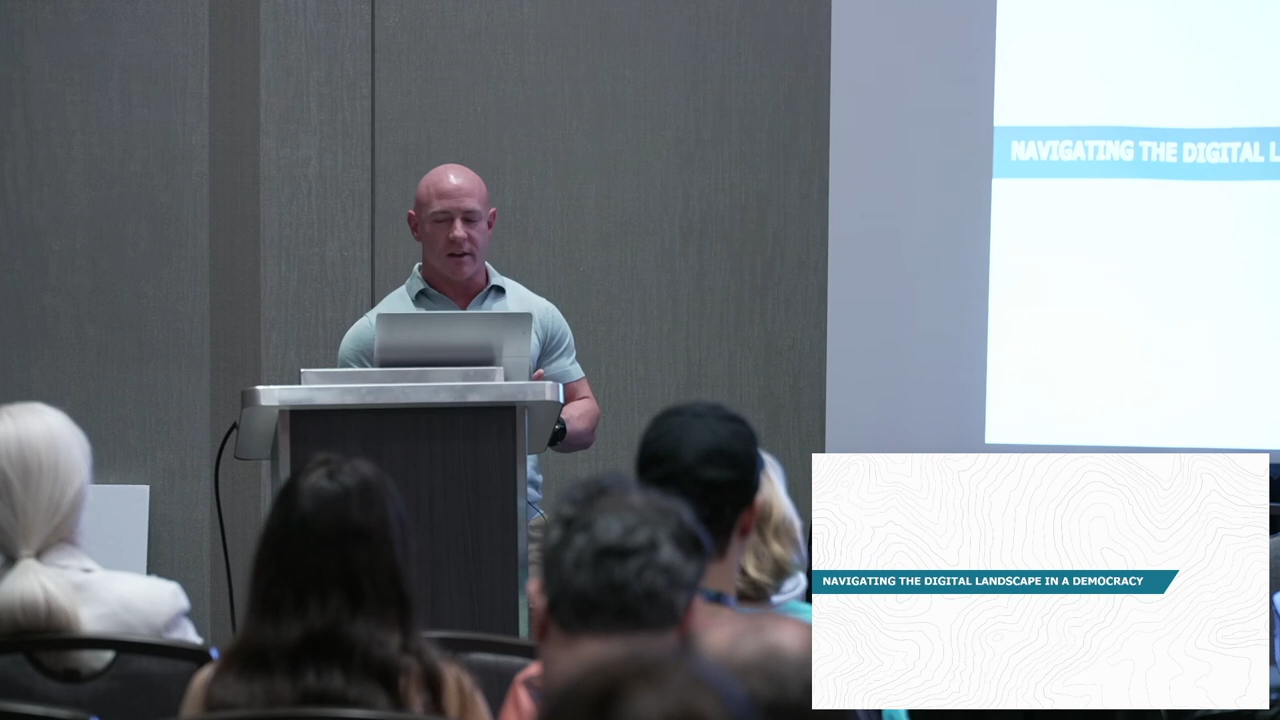 NAVIGATING THE DIGITAL L
NAVIGATING THE DIGITAL LANDSCAPE IN A DEMOCRACY